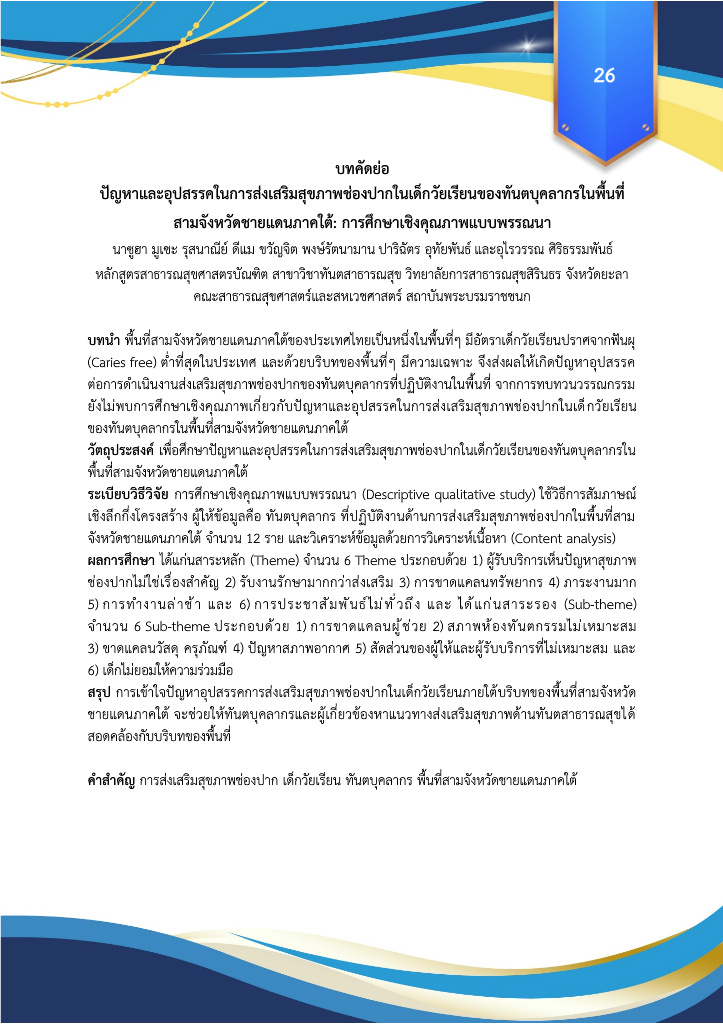 26
บทคัดย่อ
ปัญหาและอุปสรรคในการส่งเสริมสุขภาพช่องปากในเด็กวัยเรียนของทันตบุคลากรในพื้นที่
สามจังหวัดชายแดนภาคใต้: การศึกษาเชิงคุณภาพแบบพรรณนา
นาซูฮา มูเซะ รุสนาณีย์ ดีแม ขวัญจิต พงษ์รัตนามาน ปาริฉัตร อุทัยพันธ์ และอุไรวรรณ ศิริธรรมพันธ์
หลักสูตรสาธารณสุขศาสตรบัณฑิต สาขาวิชาทันตสาธารณสุข วิทยาลัยการสาธารณสุขสิรินธร จังหวัดยะลา
คณะสาธารณสุขศาสตร์และสหเวชศาสตร์ สถาบันพระบรมราชชนก
บทนำ พื้นที่สามจังหวัดชายแดนภาคใต้ของประเทศไทยเป็นหนึ่งในพื้นที่ๆ มีอัตราเด็กวัยเรียนปราศจากฟันผุ
(Caries free) ต่ำที่สุดในประเทศ และด้วยบริบทของพื้นที่ๆ มีความเฉพาะ จึงส่งผลให้เกิดปัญหาอุปสรรค
ต่อการดำเนินงานส่งเสริมสุขภาพช่องปากของทันตบุคลากรที่ปฏิบัติงานในพื้นที่ จากการทบทวนวรรณกรรม
ยังไม่พบการศึกษาเชิงคุณภาพเกี่ยวกับปัญหาและอุปสรรคในการส่งเสริมสุขภาพช่องปากในเด็กวัยเรียน
ของทันตบุคลากรในพื้นที่สามจังหวัดชายแดนภาคใต้
วัตถุประสงค์ เพื่อศึกษาปัญหาและอุปสรรคในการส่งเสริมสุขภาพช่องปากในเด็กวัยเรียนของทันตบุคลากรใน
พื้นที่สามจังหวัดชายแดนภาคใต้
ระเบียบวิธีวิจัย การศึกษาเชิงคุณภาพแบบพรรณนา (Descriptive qualitative study) ใช้วิธีการสัมภาษณ์
เชิงลึกกึ่งโครงสร้าง ผู้ให้ข้อมูลคือ ทันตบุคลากร ที่ปฏิบัติงานด้านการส่งเสริมสุขภาพช่องปากในพื้นที่สาม
จังหวัดชายแดนภาคใต้ จำนวน 12 ราย และวิเคราะห์ข้อมูลด้วยการวิเคราะห์เนื้อหา (Content analysis)
ผลการศึกษา ได้แก่นสาระหลัก (Theme) จำนวน 6 Theme ประกอบด้วย 1) ผู้รับบริการเห็นปัญหาสุขภาพ
ช่องปากไม่ใช่เรื่องสำคัญ 2) รับงานรักษามากกว่าส่งเสริม 3) การขาดแคลนทรัพยากร 4) ภาระงานมาก
5) การทำงานล่าช้า และ 6) การประชาสัมพันธ์ไม่ทั่วถึง และ ได้แก่นสาระรอง (Sub-theme)
จำนวน 6 Sub-theme ประกอบด้วย 1) การขาดแคลนผู้ช่วย 2) สภาพห้องทันตกรรมไม่เหมาะสม
3) ขาดแคลนวัสดุ ครุภัณฑ์ 4) ปัญหาสภาพอากาศ 5) สัดส่วนของผู้ให้และผู้รับบริการที่ไม่เหมาะสม และ
6) เด็กไม่ยอมให้ความร่วมมือ
สรุป การเข้าใจปัญหาอุปสรรคการส่งเสริมสุขภาพช่องปากในเด็กวัยเรียนภายใต้บริบทของพื้นที่สามจังหวัด
ชายแดนภาคใต้ จะช่วยให้ทันตบุคลากรและผู้เกี่ยวข้องหาแนวทางส่งเสริมสุขภาพด้านทันตสาธารณสุขได้
สอดคล้องกับบริบทของพื้นที่
คำสำคัญ การส่งเสริมสุขภาพช่องปาก เด็กวัยเรียน ทันตบุคลากร พื้นที่สามจังหวัดชายแดนภาคใต้